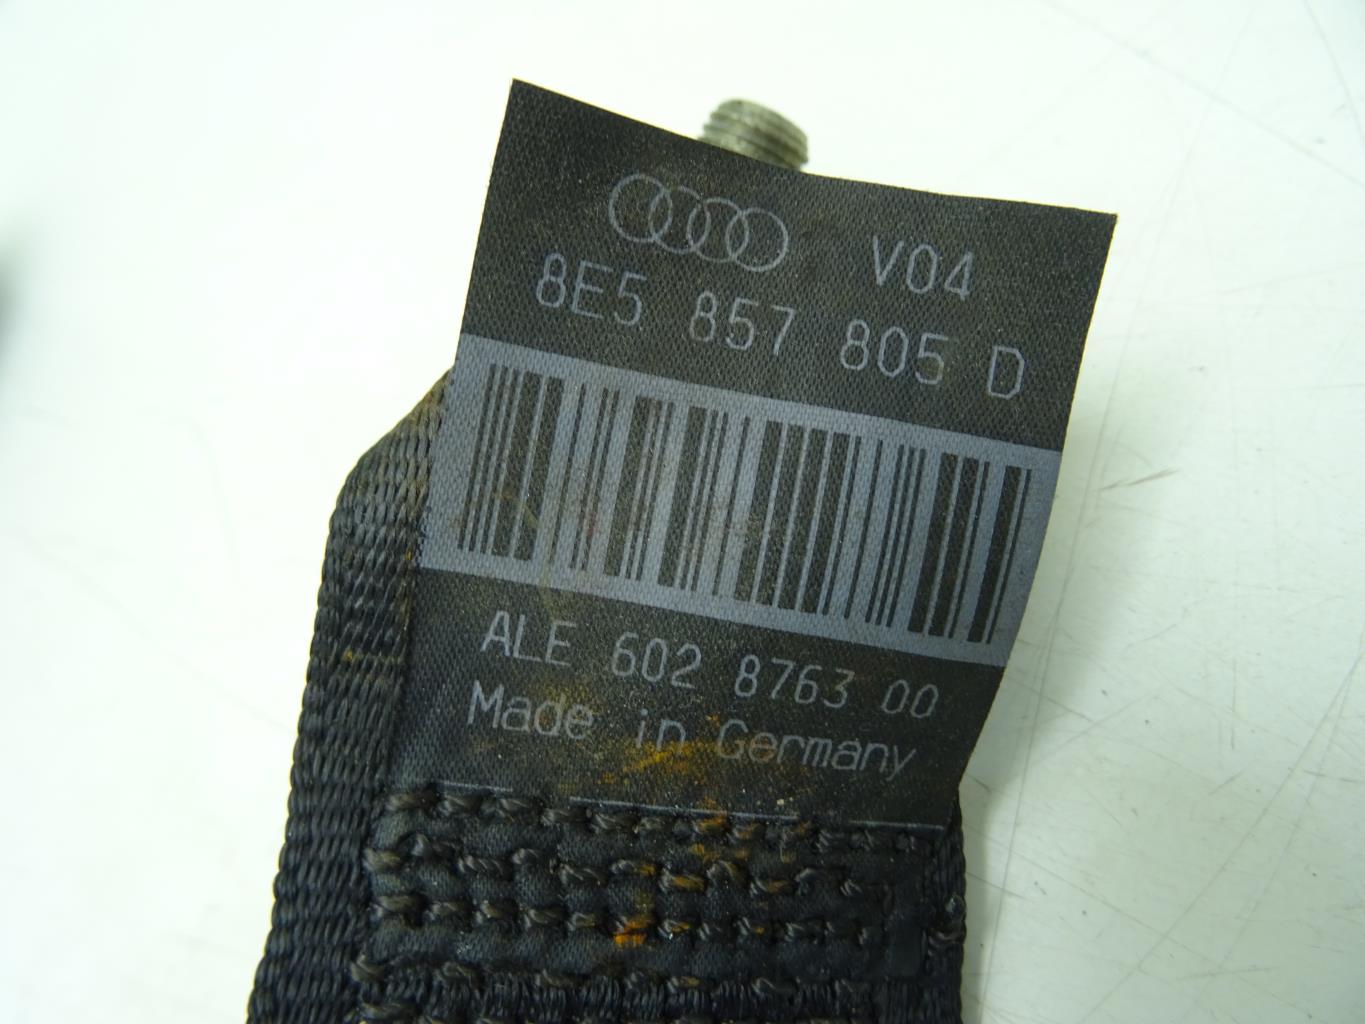 V04
8E5 857 805 D
ALE 602 8763 00
Made in Germany